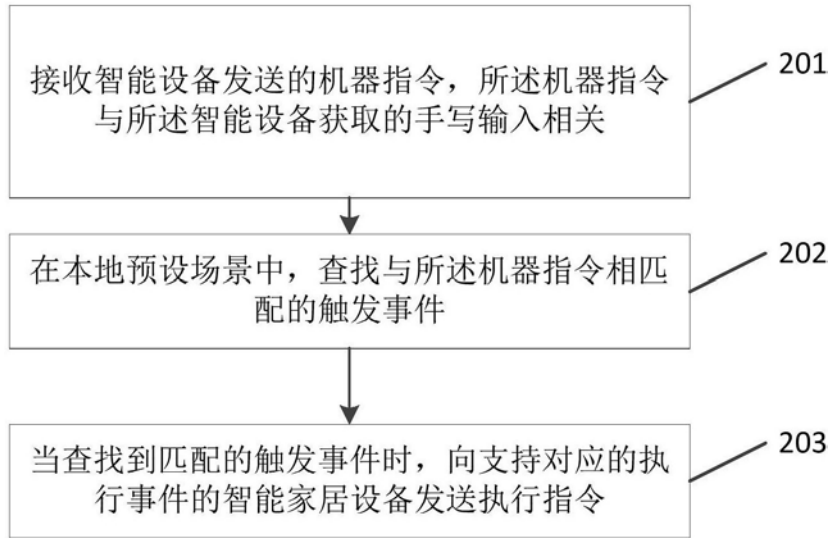 接收智能设备发送的机器指令，所述机器指令
与所述智能设备获取的手写输入相关
201
在本地预设场景中，查找与所述机器指令相匹
配的触发事件
202
当查找到匹配的触发事件时，向支持对应的执
行事件的智能家居设备发送执行指令
203